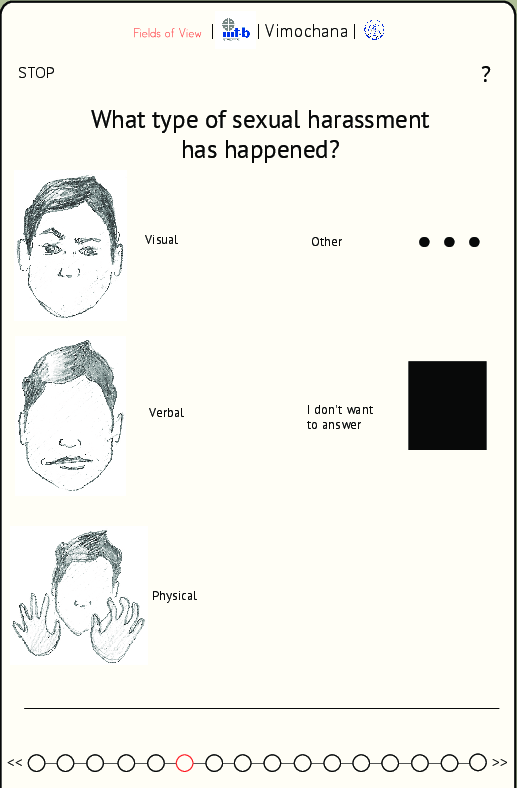 Fields of View | iiitb | Vimochana |
STOP
?
What type of sexual harassment
has happened?
Visual
Other
Verbal
I don't want
to answer
Physical
<< >>